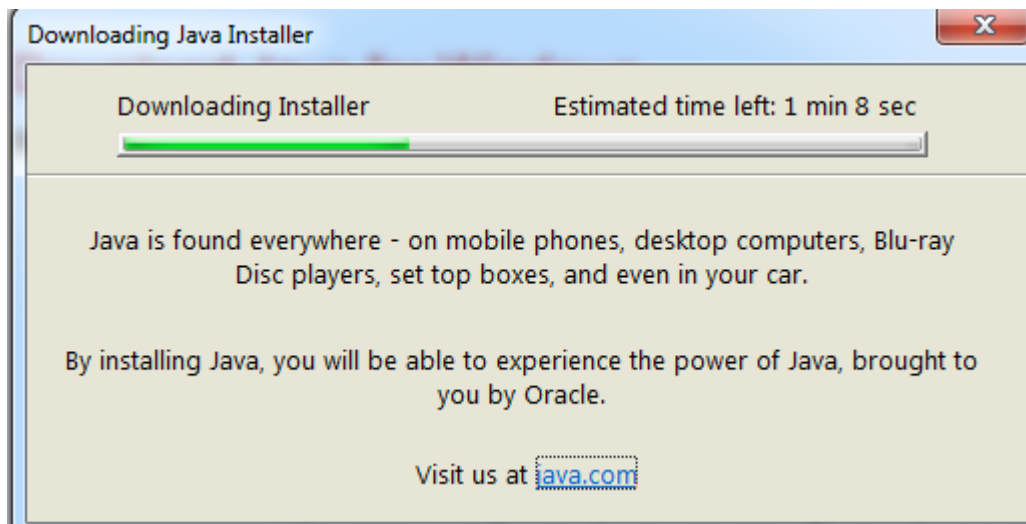 Downloading Java Installer
Downloading Installer
Estimated time left: 1 min 8 sec
Java is found everywhere - on mobile phones, desktop computers, Blu-ray
Disc players, set top boxes, and even in your car.
By installing Java, you will be able to experience the power of Java, brought to
you by Oracle.
Visit us at java.com